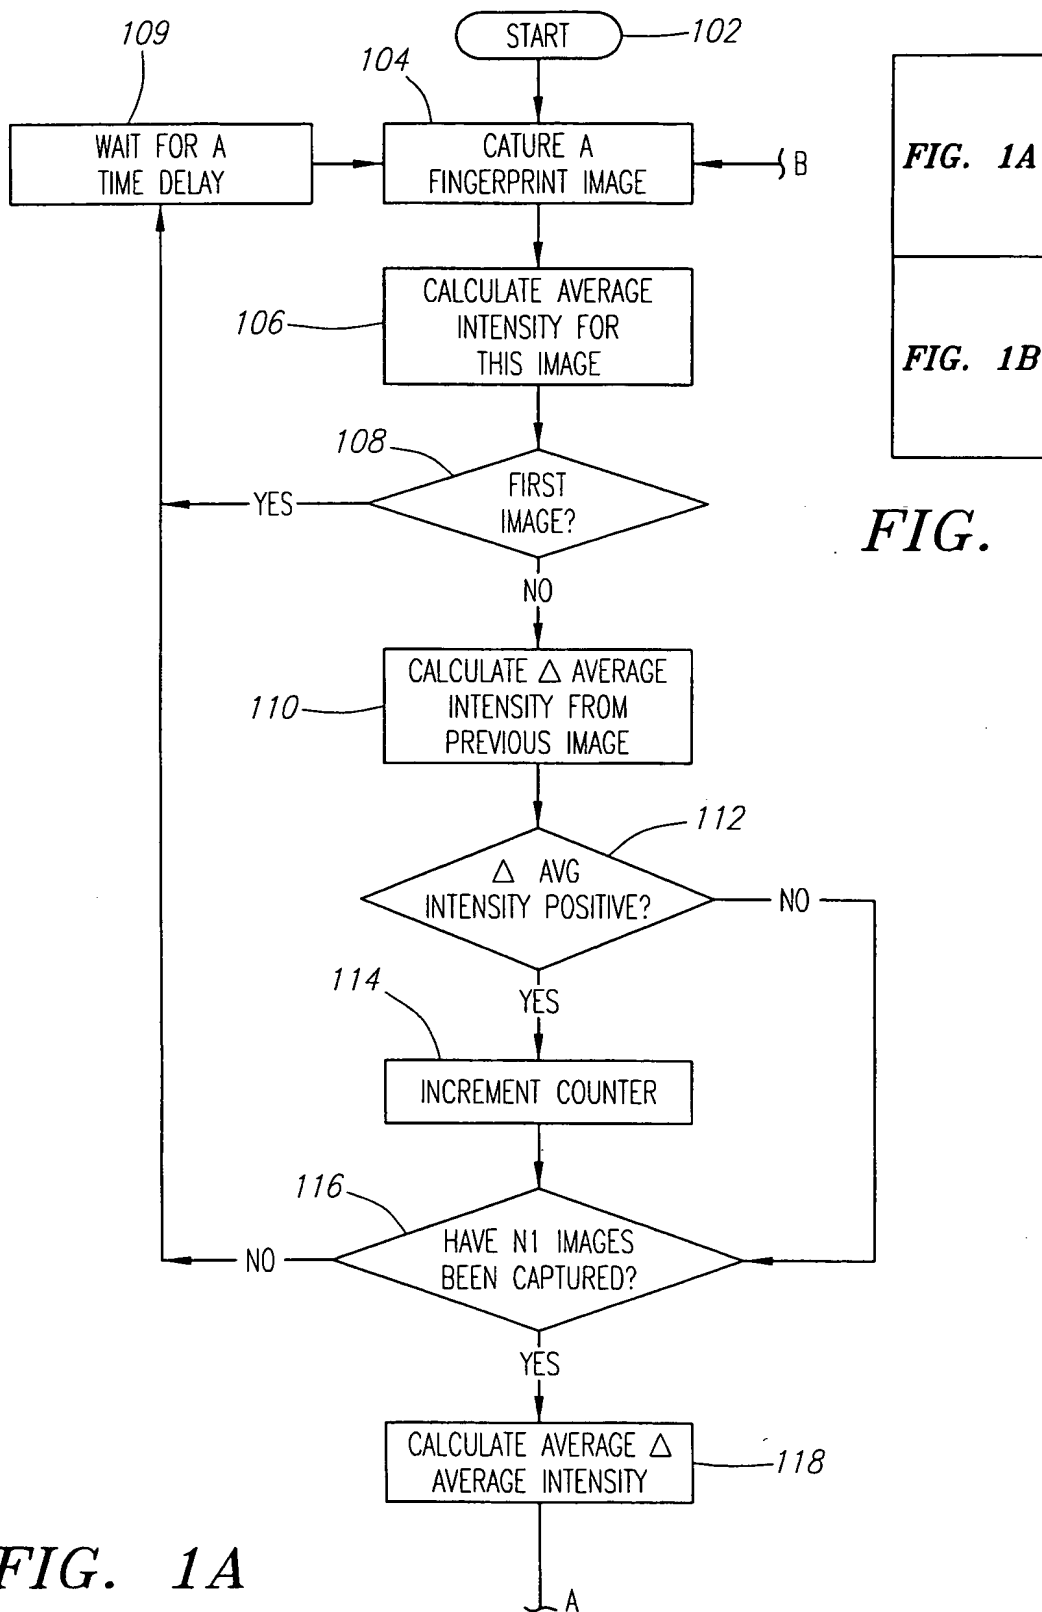 109
START
102
104
WAIT FOR A
TIME DELAY
CATURE A
FINGERPRINT IMAGE
B
FIG. 1A
CALCULATE AVERAGE
INTENSITY FOR
THIS IMAGE
106
FIG. 1B
108
YES
FIRST
IMAGE?
FIG.
NO
CALCULATE △ AVERAGE
INTENSITY FROM
PREVIOUS IMAGE
110
112
△ AVG
INTENSITY POSITIVE?
NO
114
YES
INCREMENT COUNTER
116
HAVE N1 IMAGES
BEEN CAPTURED?
NO
YES
CALCULATE AVERAGE △
AVERAGE INTENSITY
118
FIG. 1A
A